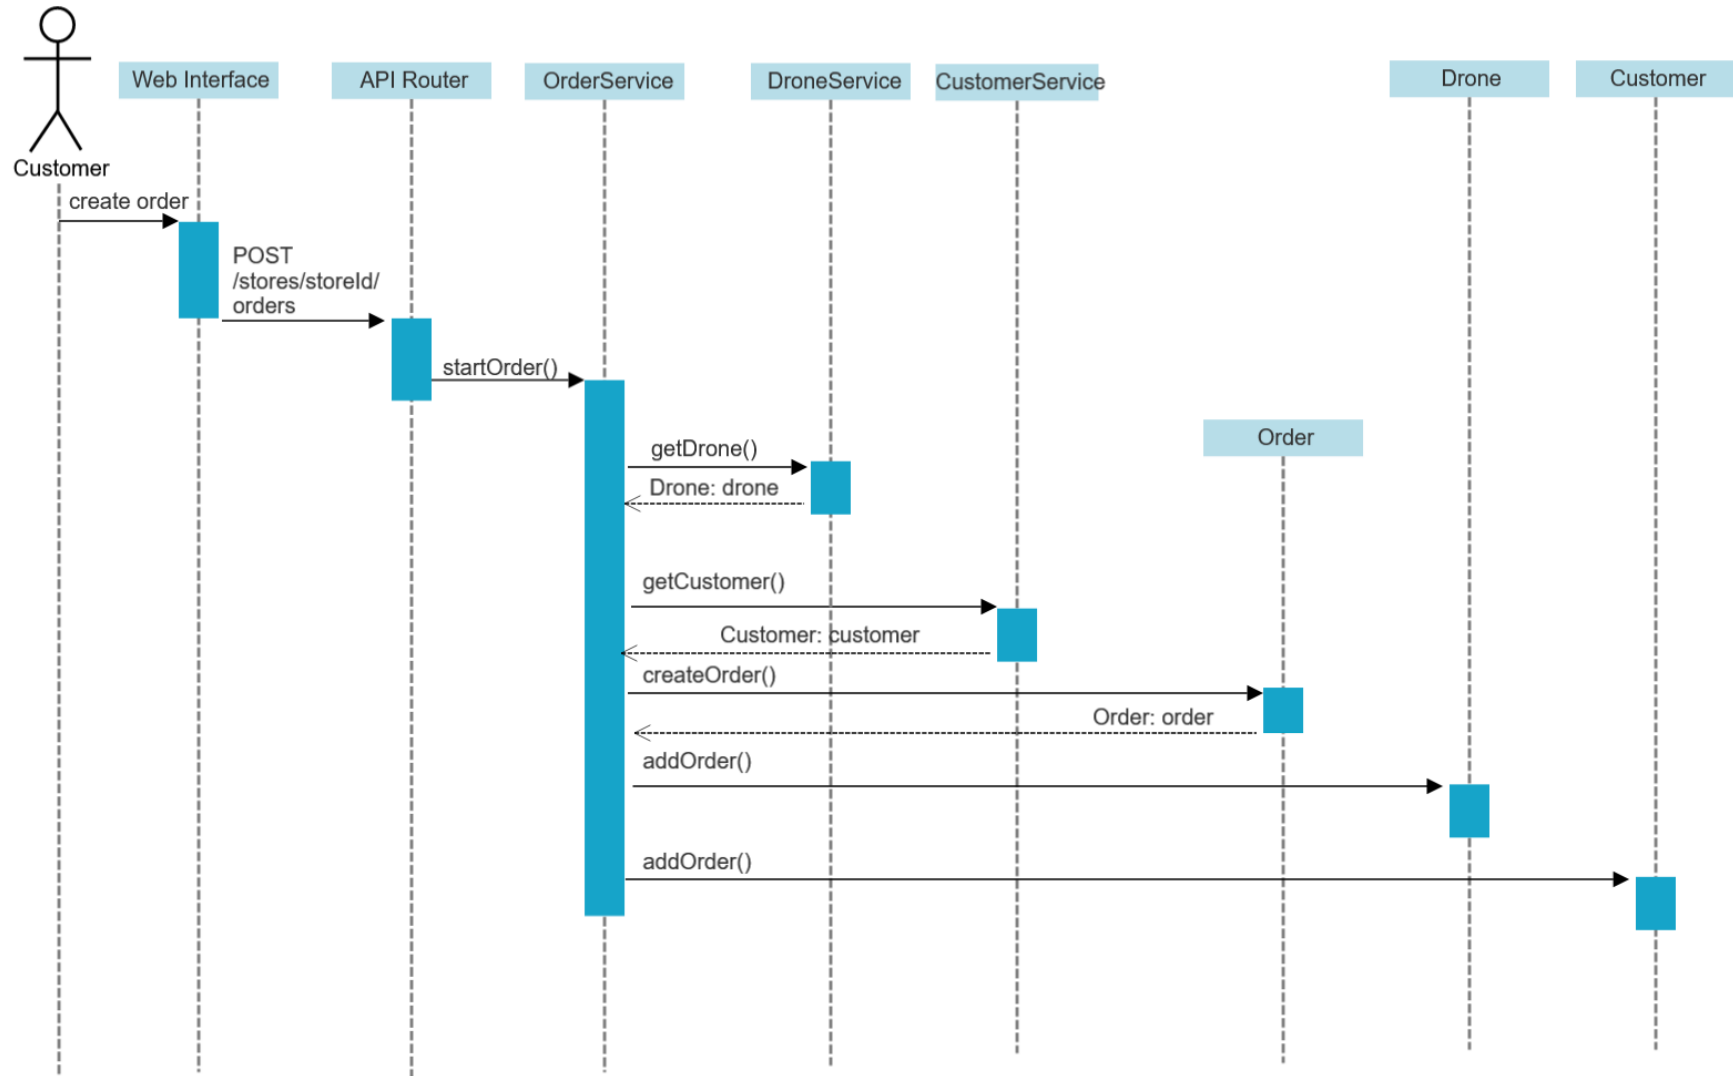 Web Interface
API Router
OrderService
DroneService
CustomerService
Drone
Customer
Customer
create order
POST
/stores/storeId/
orders
startOrder()
Order
getDrone()
Drone: drone
getCustomer()
Customer: customer
createOrder()
Order: order
addOrder()
addOrder()